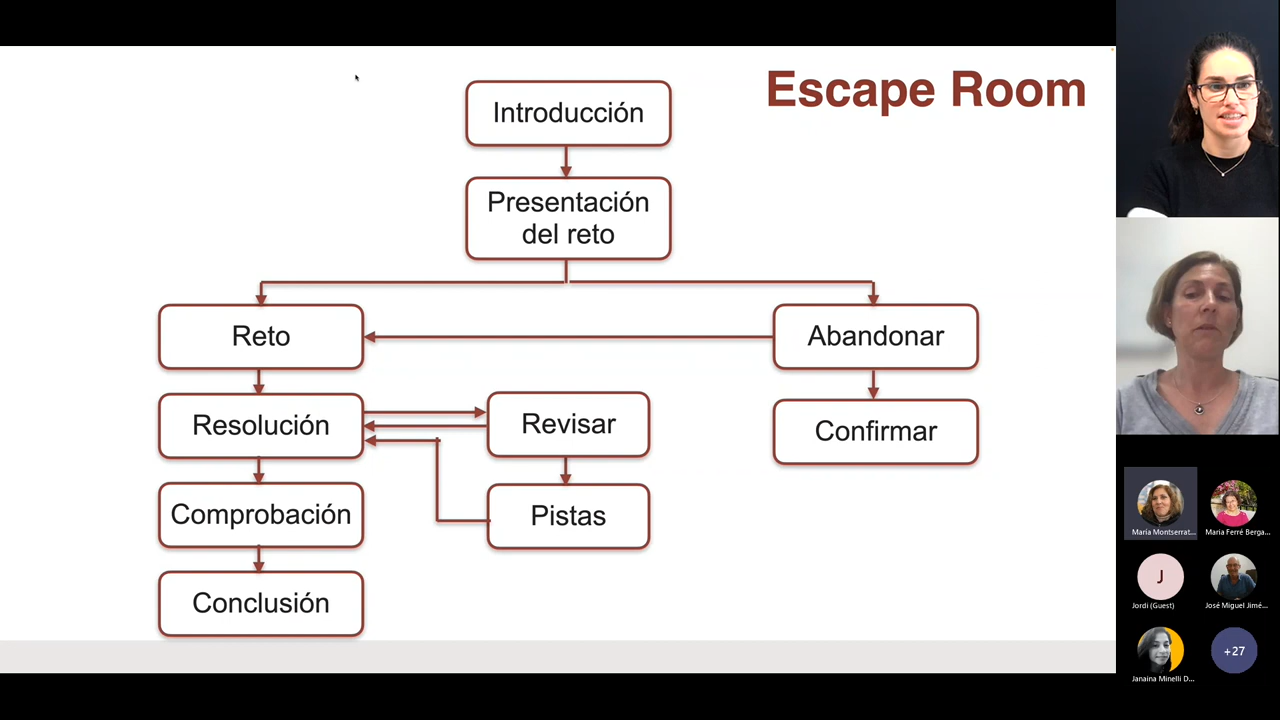 Escape Room
Introducción
Presentación
del reto
Reto
Abandonar
Resolución
Revisar
Confirmar
Comprobación
Pistas
Conclusión
María Montserrat...
Maria Ferré Berga...
J
Jordi (Guest)
José Miguel Jimé...
Janaina Minelli D...
+27